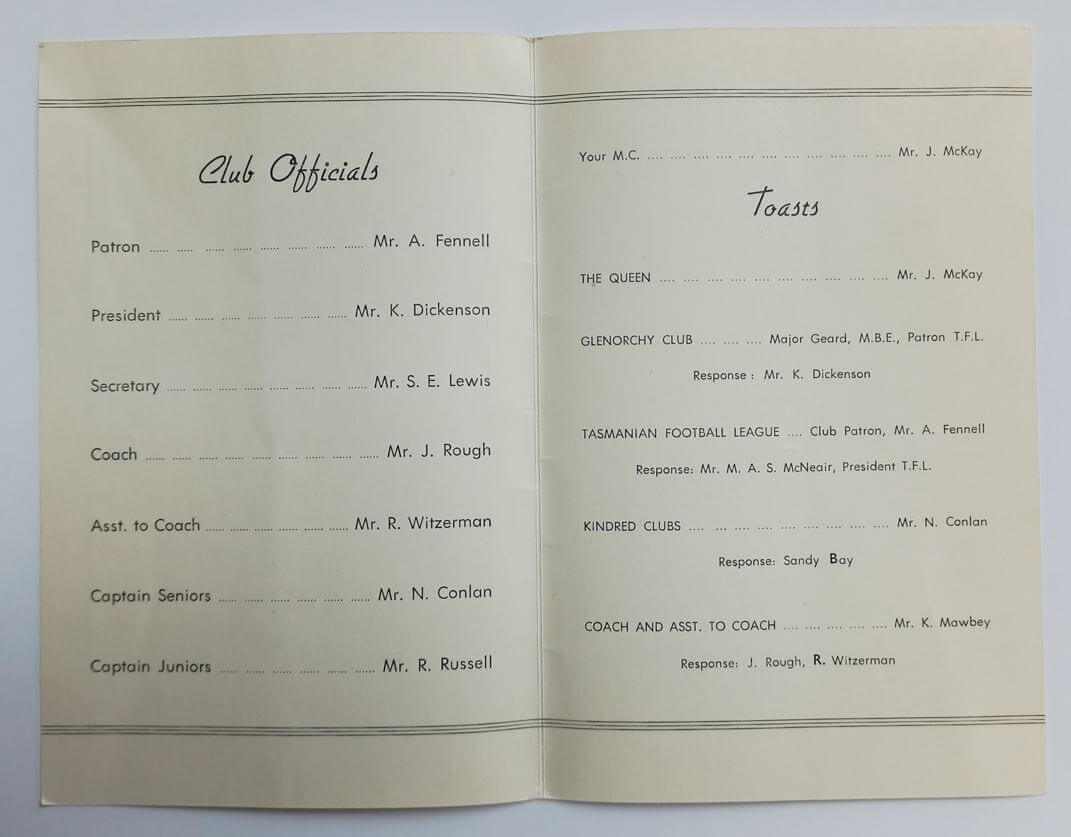 Club Officials
Patron ...... ..... ...... ...... ...... ...... ...... ...... Mr. A. Fennell
President ...... ...... ...... ...... ...... ...... ...... Mr. K. Dickenson
Secretary ...... ...... ...... ...... ...... ...... ...... ...... Mr. S. E. Lewis
Coach ...... ...... ...... ...... ...... ...... ...... ...... ...... Mr. J. Rough
Asst. to Coach ...... ...... ...... ...... ...... ...... Mr. R. Witzerman
Captain Seniors ...... ...... ...... ...... ...... ...... Mr. N. Conlan
Captain Juniors ...... ...... ...... ...... ...... ...... Mr. R. Russell
Your M.C. .... .... .... .... .... .... .... .... .... .... .... Mr. J. McKay
Toasts
THE QUEEN .... .... .... .... .... .... .... .... .... .... Mr. J. McKay
GLENORCHY CLUB .... .... .... Major Geard, M.B.E., Patron T.F.L.
Response : Mr. K. Dickenson
TASMANIAN FOOTBALL LEAGUE .... Club Patron, Mr. A. Fennell
Response: Mr. M. A. S. McNeair, President T.F.L.
KINDRED CLUBS .... ... .... .... .... .... .... .... .... Mr. N. Conlan
Response: Sandy Bay
COACH AND ASST. TO COACH .... .... .... .... .... Mr. K. Mawbey
Response: J. Rough, R. Witzerman